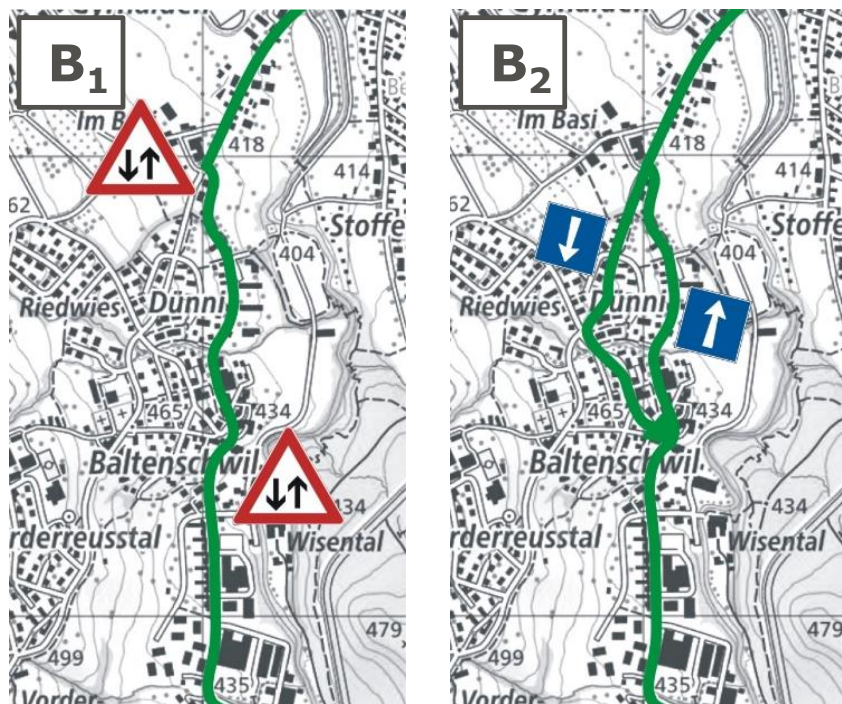 B₁
Im B
418
414
62
Stoffe
404
Riedwies
Dünni
465
434
Baltenschwil
434
rderreusstal
Wisental
479
499
435
Vorder-
B₂
Im Basi
418
414
62
Stoffe
404
Riedwies
Dünni
465
434
Baltenschwil
434
rderreusstal
Wisental
479
499
435
Vorder-